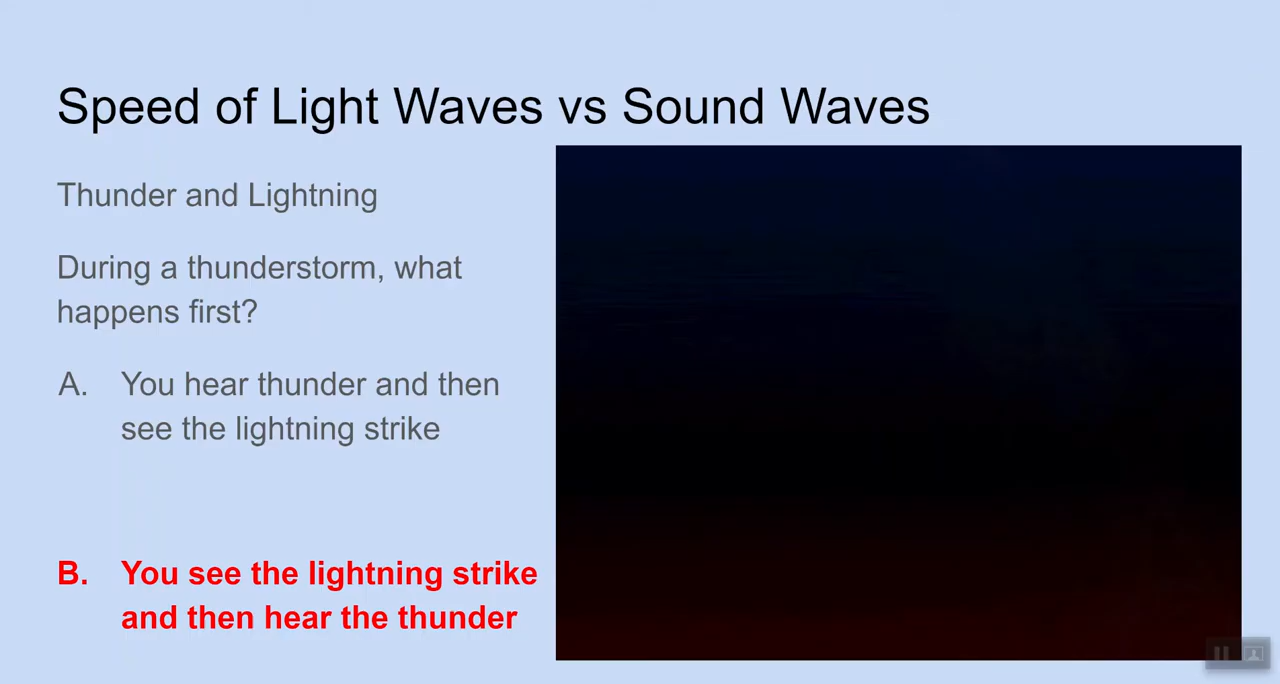 Speed of Light Waves vs Sound Waves
Thunder and Lightning
During a thunderstorm, what
happens first?
A. You hear thunder and then
see the lightning strike
B. You see the lightning strike
and then hear the thunder